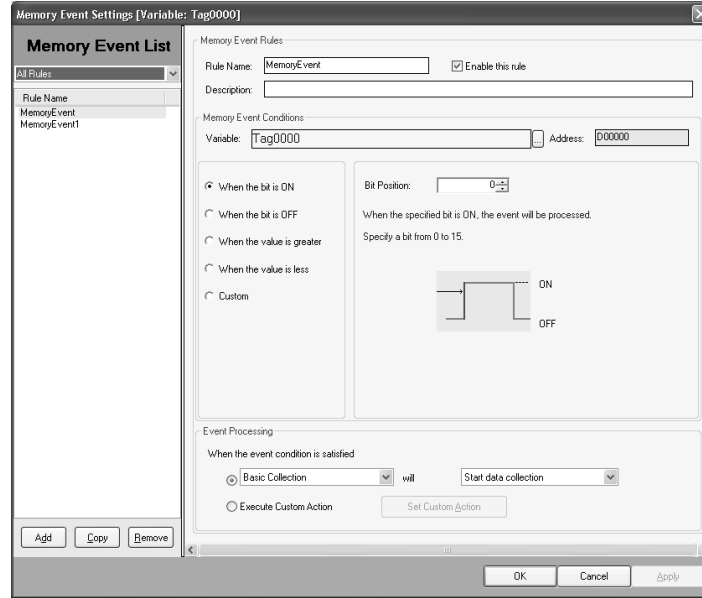 Memory Event Settings [Variable: Tag0000]
Memory Event List
All Rules
Rule Name
MemoryEvent
MemoryEvent1
Add Copy Remove
Memory Event Rules
Rule Name: MemoryEvent Enable this rule
Description:
Memory Event Conditions
Variable: Tag0000 ... Address: D00000
When the bit is ON
When the bit is OFF
When the value is greater
When the value is less
Custom
Bit Position: 0
When the specified bit is ON, the event will be processed.
Specify a bit from 0 to 15.
ON
OFF
Event Processing
When the event condition is satisfied
Basic Collection will Start data collection
Execute Custom Action Set Custom Action
OK Cancel Apply